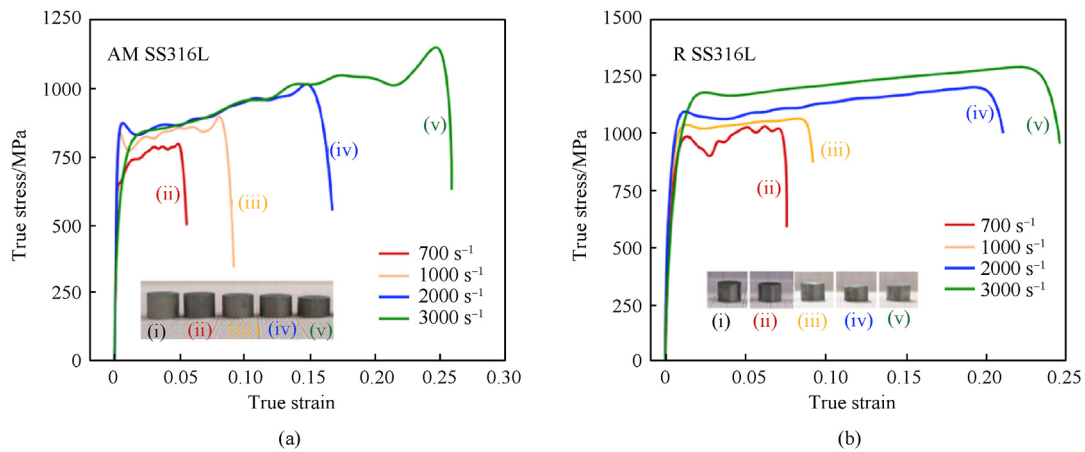 (a)
1250
1000
750
500
250
0
True stress/MPa
AM SS316L
(ii)
(iii)
(iv)
(v)
700 s⁻¹
1000 s⁻¹
2000 s⁻¹
3000 s⁻¹
(i) (ii) (iii) (iv) (v)
0 0.05 0.10 0.15 0.20 0.25 0.30
True strain
(a)
(b)
1500
1250
1000
750
500
250
0
True stress/MPa
R SS316L
(ii)
(iii)
(iv)
(v)
700 s⁻¹
1000 s⁻¹
2000 s⁻¹
3000 s⁻¹
(i) (ii) (iii) (iv) (v)
0 0.05 0.10 0.15 0.20 0.25
True strain
(b)